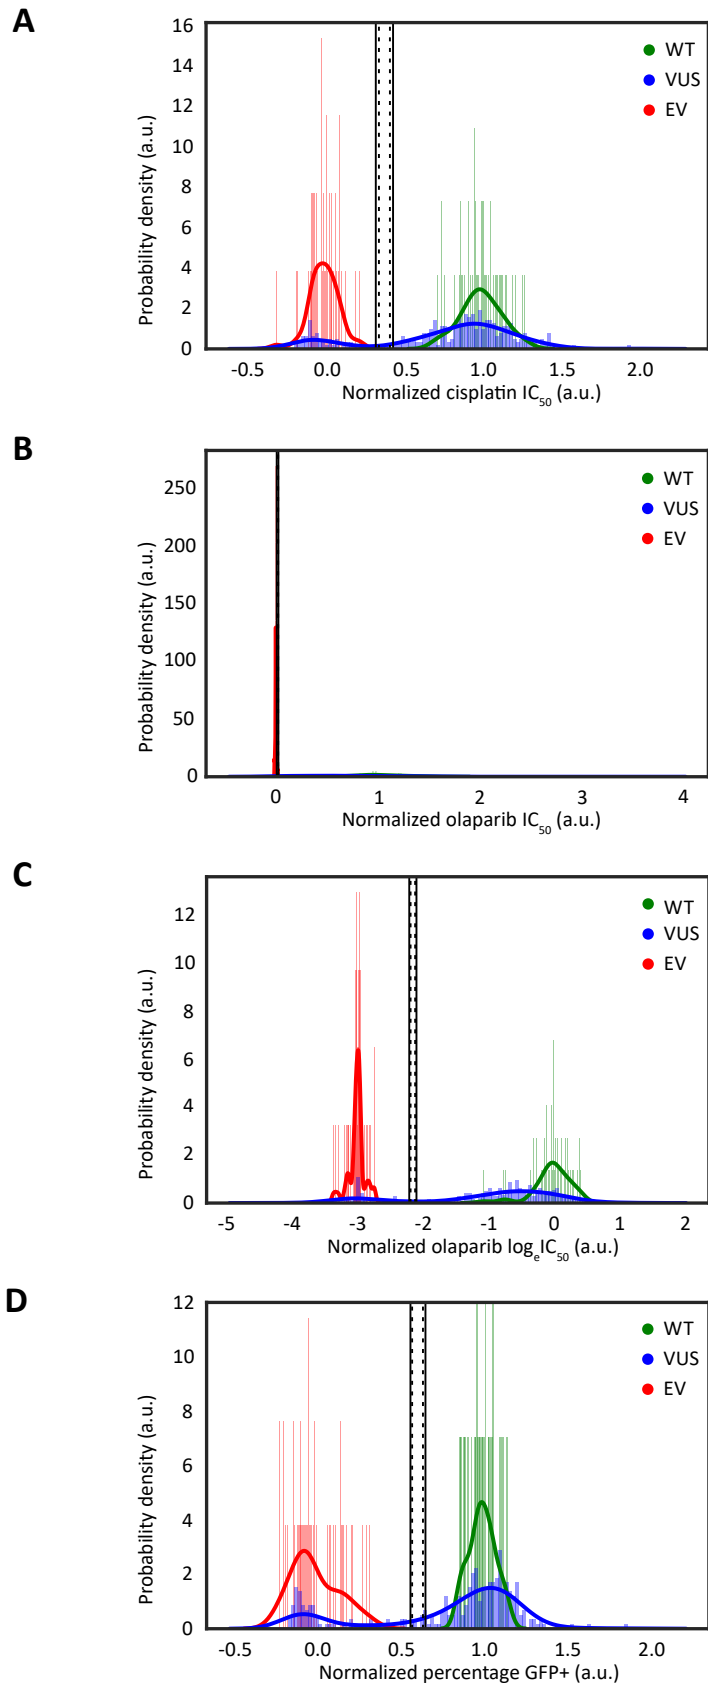 A
Probability density (a.u.)
16
14
12
10
8
6
4
2
0
WT
VUS
EV
-0.5 0.0 0.5 1.0 1.5 2.0
Normalized cisplatin IC50 (a.u.)
B
Probability density (a.u.)
250
200
150
100
50
0
WT
VUS
EV
0 1 2 3 4
Normalized olaparib IC50 (a.u.)
C
Probability density (a.u.)
12
10
8
6
4
2
0
WT
VUS
EV
-5 -4 -3 -2 -1 0 1 2
Normalized olaparib logeIC50 (a.u.)
D
Probability density (a.u.)
12
10
8
6
4
2
0
WT
VUS
EV
-0.5 0.0 0.5 1.0 1.5 2.0
Normalized percentage GFP+ (a.u.)